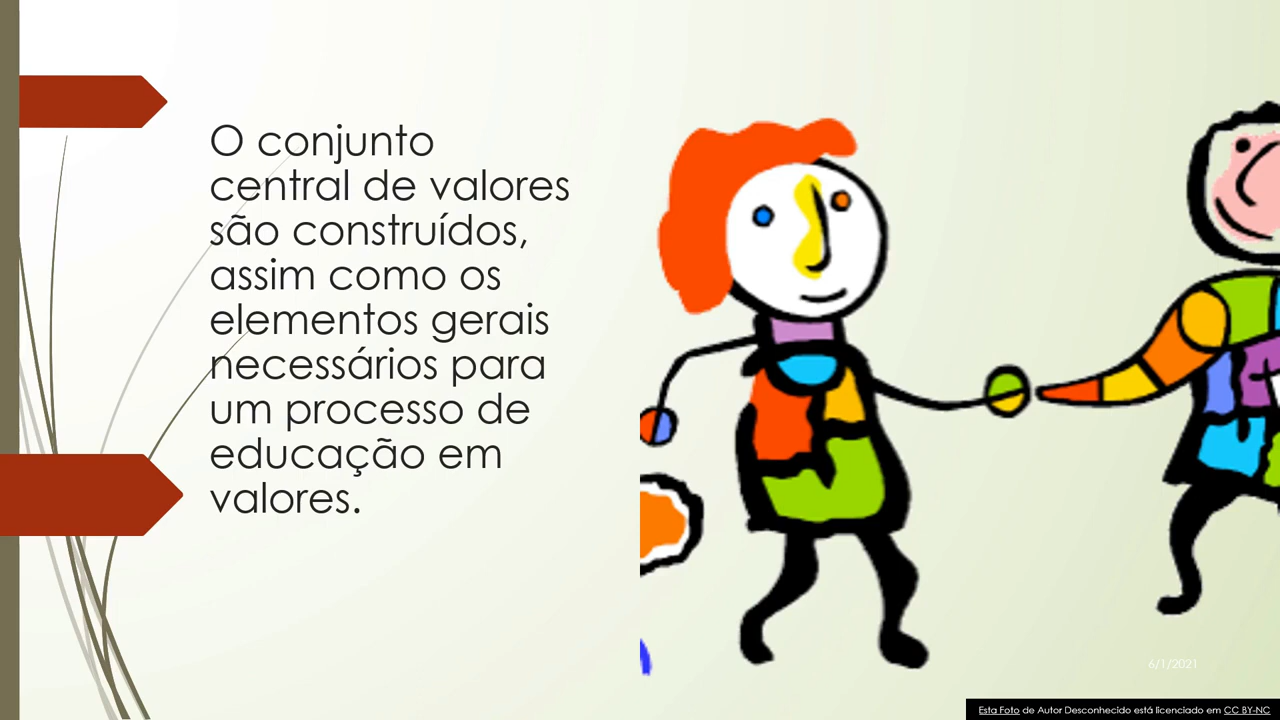 O conjunto
central de valores
são construídos,
assim como os
elementos gerais
necessários para
um processo de
educação em
valores.
6/1/2021
Esta Foto de Autor Desconhecido está licenciado em CC BY-NC